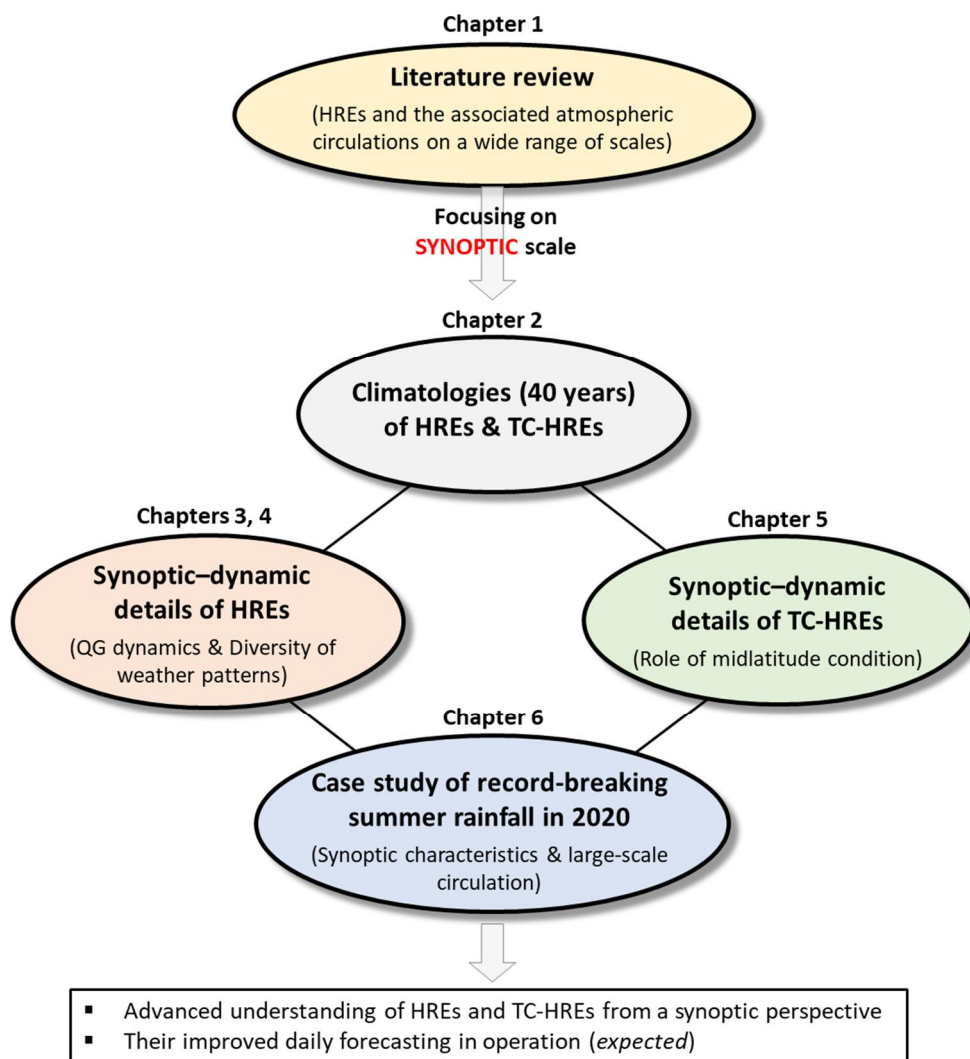 Chapter 1
Literature review
(HREs and the associated atmospheric
circulations on a wide range of scales)
Focusing on
SYNOPTIC scale
Chapter 2
Climatologies (40 years)
of HREs & TC-HREs
Chapters 3, 4
Synoptic–dynamic
details of HREs
(QG dynamics & Diversity of
weather patterns)
Chapter 5
Synoptic–dynamic
details of TC-HREs
(Role of midlatitude condition)
Chapter 6
Case study of record-breaking
summer rainfall in 2020
(Synoptic characteristics & large-scale
circulation)
▪ Advanced understanding of HREs and TC-HREs from a synoptic perspective
▪ Their improved daily forecasting in operation (expected)